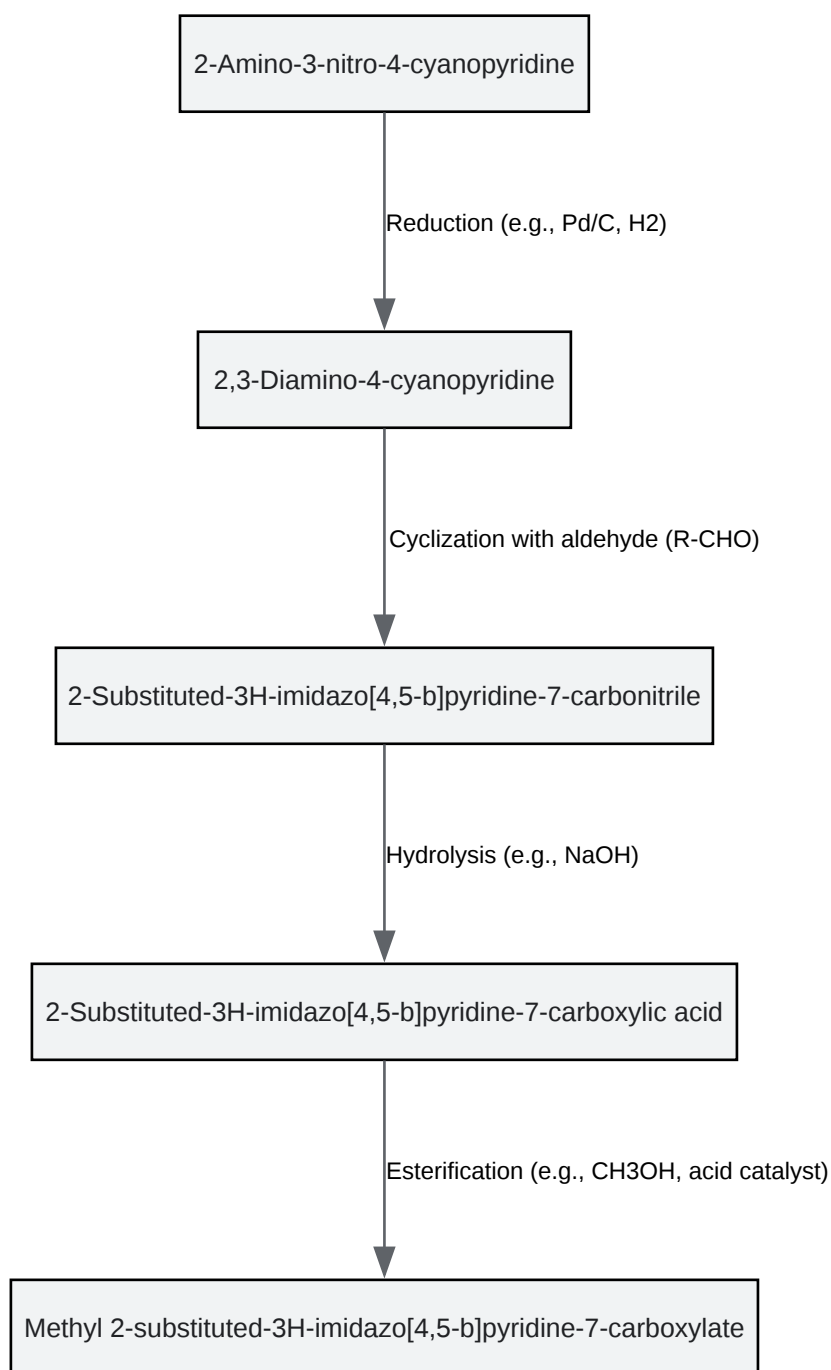 2-Amino-3-nitro-4-cyanopyridine
Reduction (e.g., Pd/C, H2)
2,3-Diamino-4-cyanopyridine
Cyclization with aldehyde (R-CHO)
2-Substituted-3H-imidazo[4,5-b]pyridine-7-carbonitrile
Hydrolysis (e.g., NaOH)
2-Substituted-3H-imidazo[4,5-b]pyridine-7-carboxylic acid
Esterification (e.g., CH3OH, acid catalyst)
Methyl 2-substituted-3H-imidazo[4,5-b]pyridine-7-carboxylate